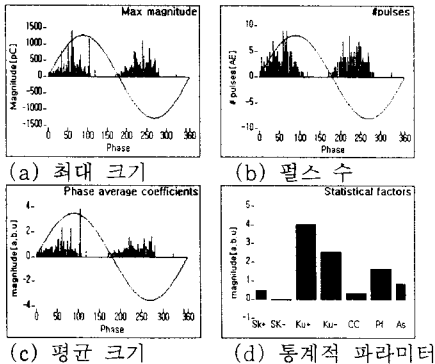 Max magnitude
#pulses
1500
1000
500
0
-500
-1000
-1500
Magnitude[pC]
0 50 100 150 200 250 300 360
Phase
10
5
0
-5
-10
#pulses[AE]
0 50 100 150 200 250 300 360
Phase
(a) 최대 크기
(b) 펄스 수
Phase average coefficients
Statistical factors
4
2
0
-2
-4
magnitude[a.b.u]
0 50 100 150 200 250 300 360
Phase
5
4
3
2
1
0
-1
magnitude[a.b.u]
Sk+ SK- Ku+ Ku- CC Pf As
(c) 평균 크기
(d) 통계적 파라미터